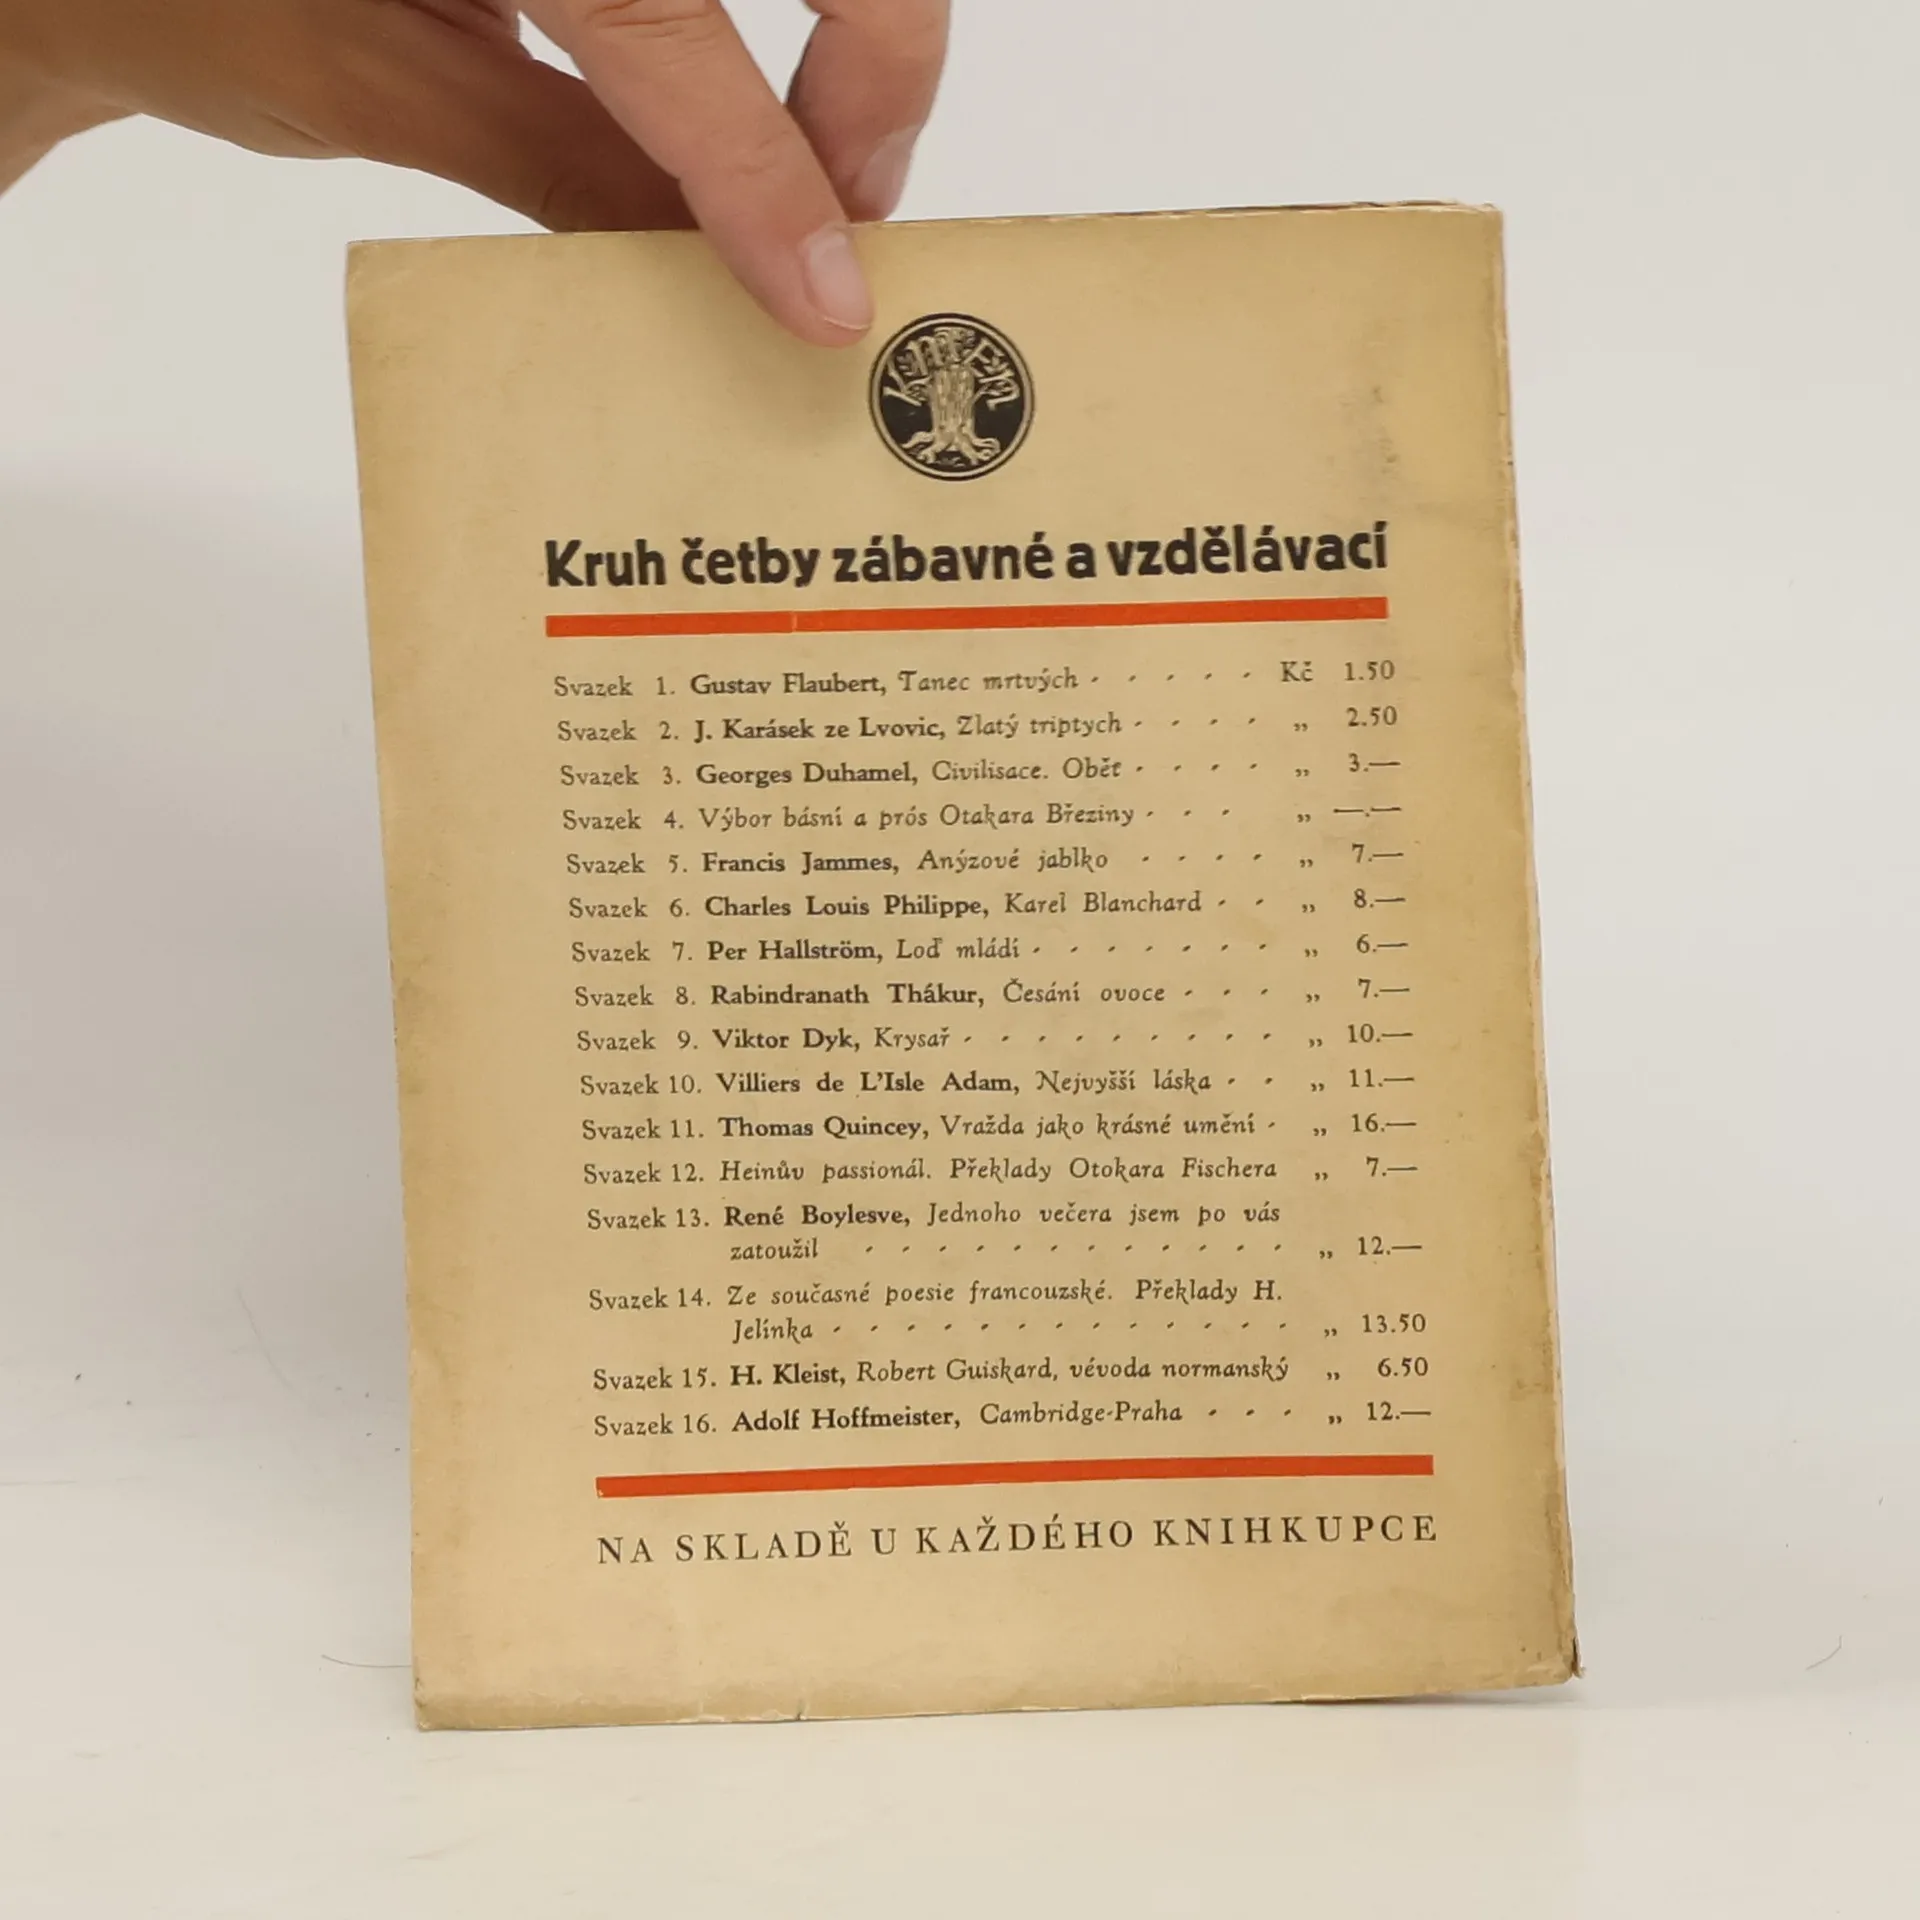 Kmen
Kruh četby zábavné a vzdělávací
Svazek 1. Gustav Flaubert, Tanec mrtvých · · · · · Kč 1.50
Svazek 2. J. Karásek ze Lvovic, Zlatý triptych · · · · „ 2.50
Svazek 3. Georges Duhamel, Civilisace. Obět · · · · „ 3.—
Svazek 4. Výbor básní a prós Otakara Březiny · · · „ —.—
Svazek 5. Francis Jammes, Anýzové jablko · · · · „ 7.—
Svazek 6. Charles Louis Philippe, Karel Blanchard · · „ 8.—
Svazek 7. Per Hallström, Loď mládí · · · · · · · „ 6.—
Svazek 8. Rabindranath Thákur, Česání ovoce · · · „ 7.—
Svazek 9. Viktor Dyk, Krysař · · · · · · · · · „ 10.—
Svazek 10. Villiers de L'Isle Adam, Nejvyšší láska · · „ 11.—
Svazek 11. Thomas Quincey, Vražda jako krásné umění · „ 16.—
Svazek 12. Heinův passionál. Překlady Otokara Fischera „ 7.—
Svazek 13. René Boylesve, Jednoho večera jsem po vás
zatoužil · · · · · · · · · · · · „ 12.—
Svazek 14. Ze současné poesie francouzské. Překlady H.
Jelínka · · · · · · · · · · · · · „ 13.50
Svazek 15. H. Kleist, Robert Guiskard, vévoda normanský „ 6.50
Svazek 16. Adolf Hoffmeister, Cambridge-Praha · · · „ 12.—
NA SKLADĚ U KAŽDÉHO KNIHKUPCE